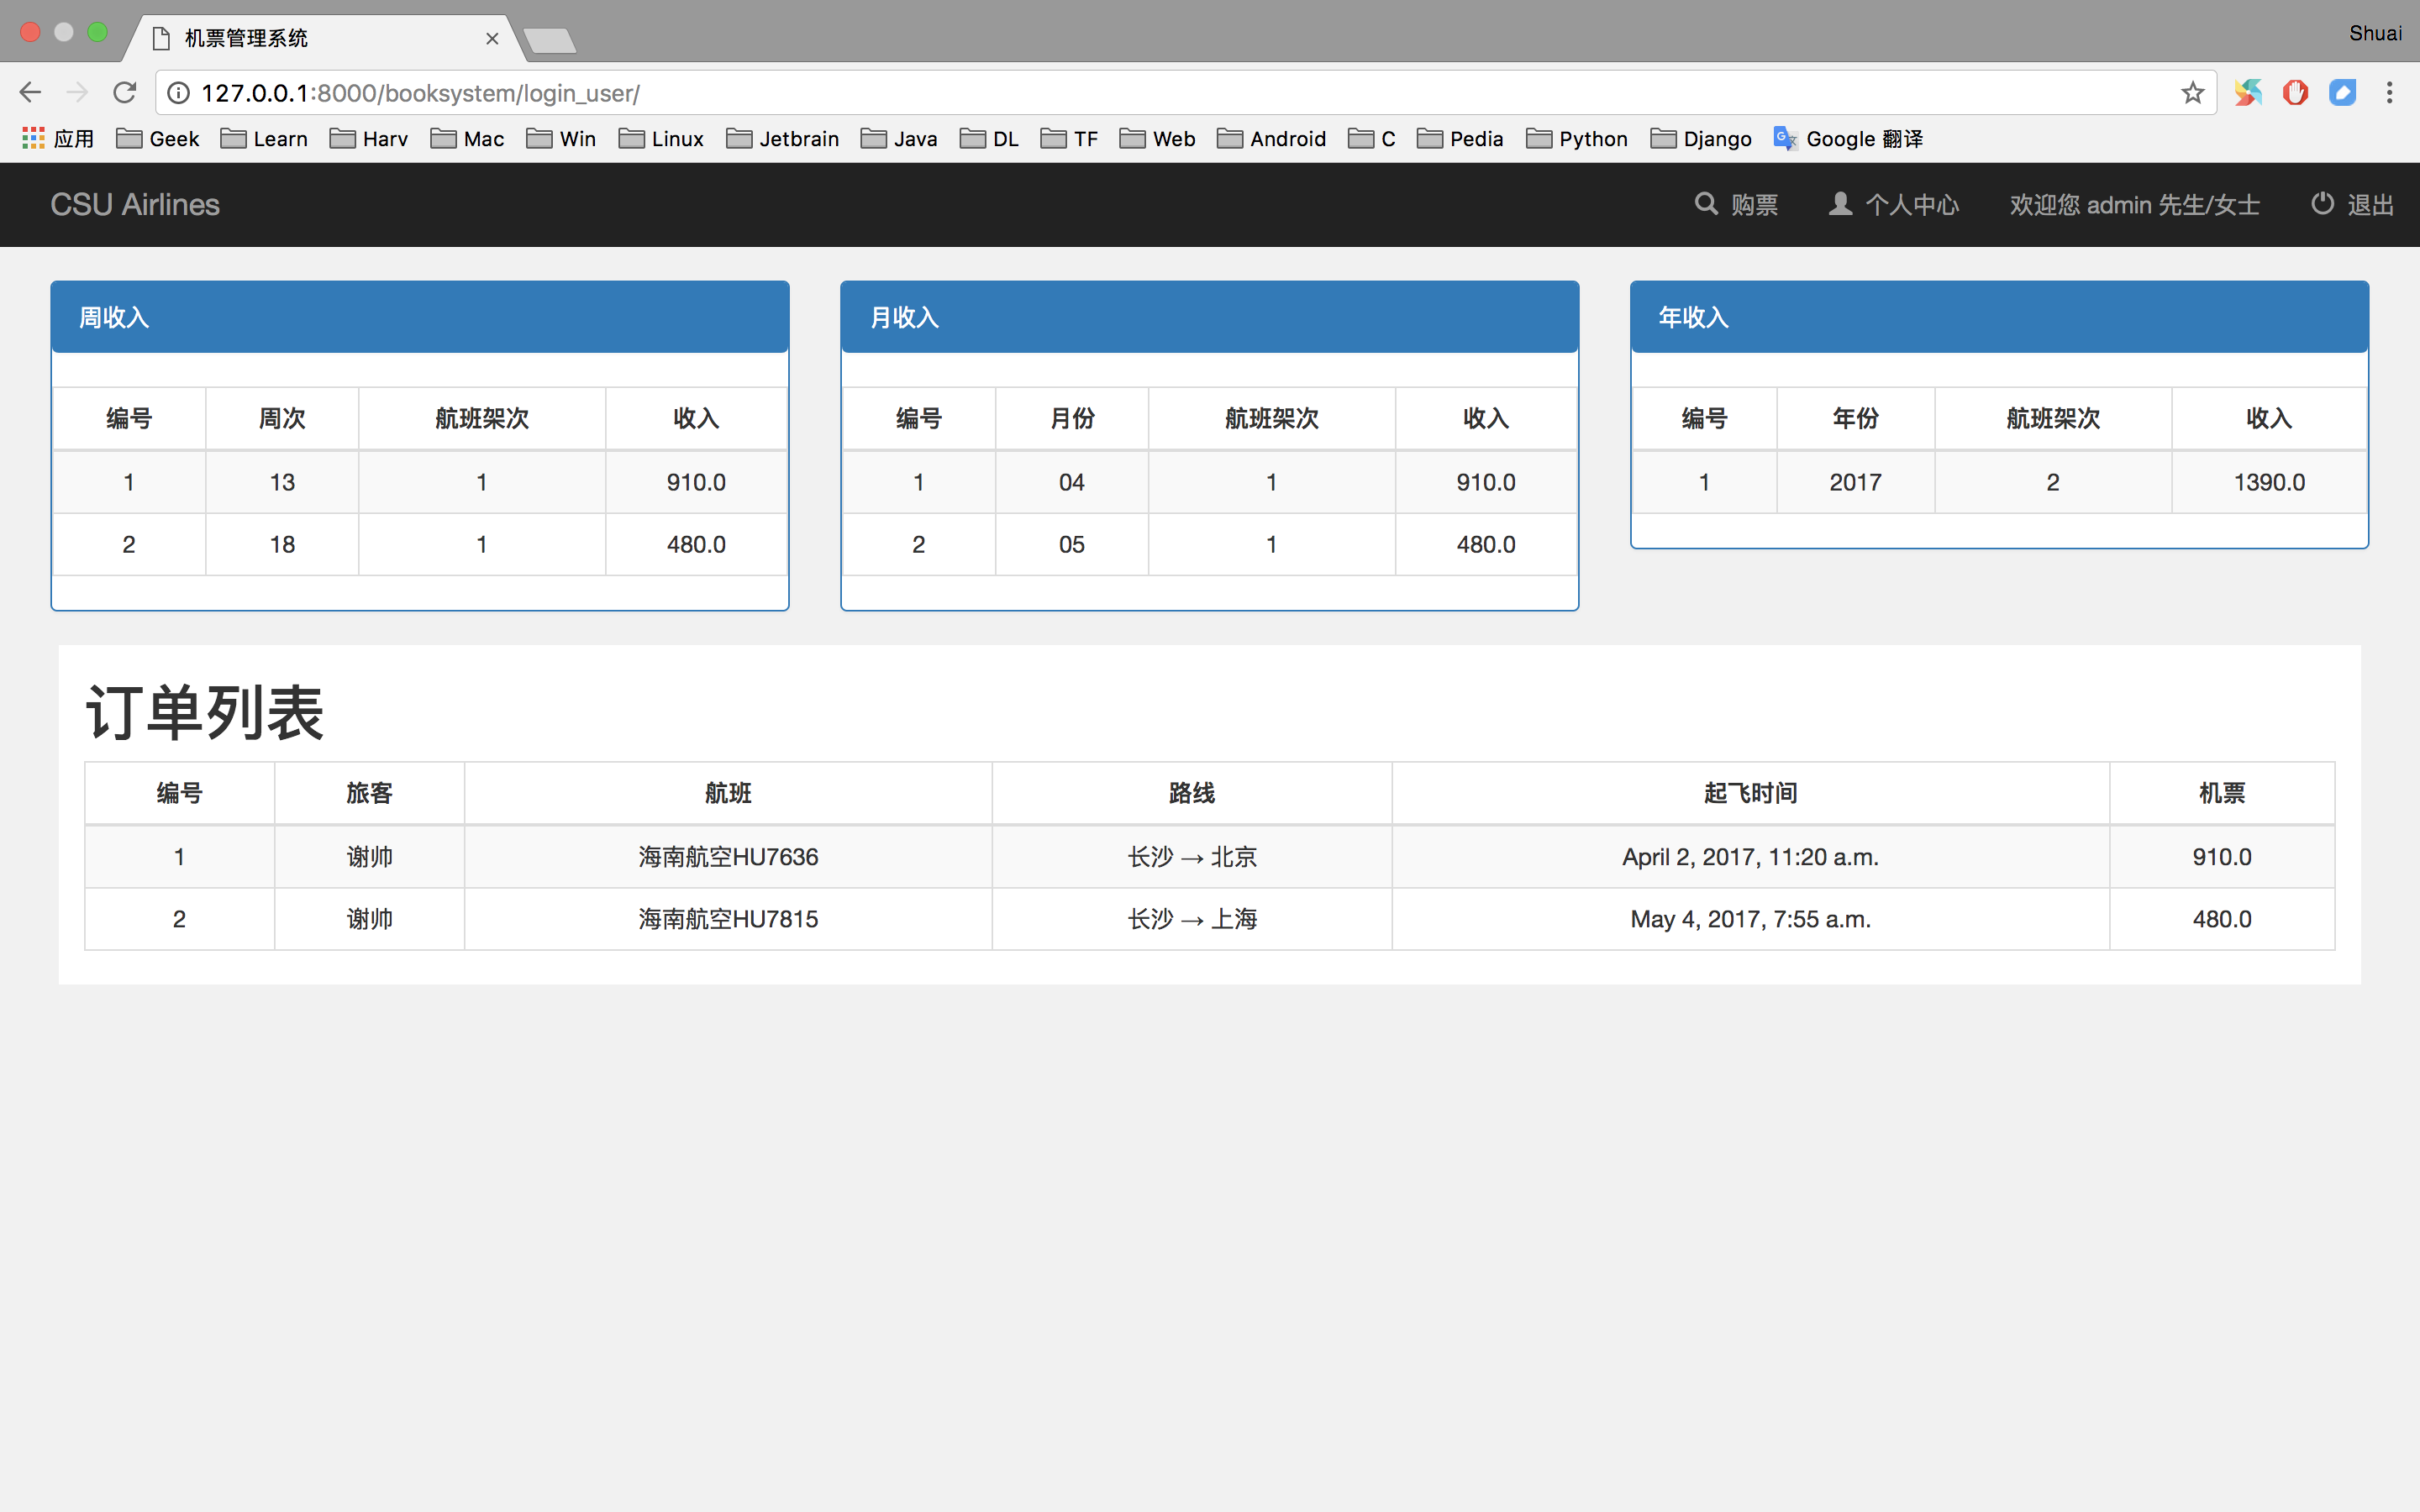 机票管理系统
Shuai
127.0.0.1:8000/booksystem/login_user/
应用 Geek Learn Harv Mac Win Linux Jetbrain Java DL TF Web Android C Pedia Python Django Google 翻译
CSU Airlines 购票 个人中心 欢迎您 admin 先生/女士 退出
周收入
编号 周次 航班架次 收入
1 13 1 910.0
2 18 1 480.0
月收入
编号 月份 航班架次 收入
1 04 1 910.0
2 05 1 480.0
年收入
编号 年份 航班架次 收入
1 2017 2 1390.0
订单列表
编号 旅客 航班 路线 起飞时间 机票
1 谢帅 海南航空HU7636 长沙 → 北京 April 2, 2017, 11:20 a.m. 910.0
2 谢帅 海南航空HU7815 长沙 → 上海 May 4, 2017, 7:55 a.m. 480.0